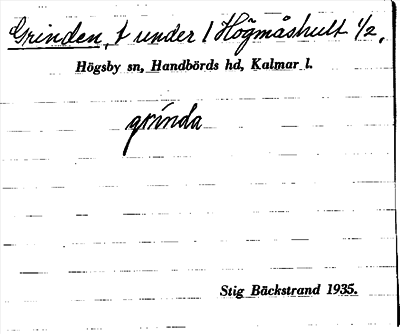 Grinden, t under 1 Högmåshult 1/2,
Högsby sn, Handbörds hd, Kalmar l.
grinda
Stig Bäckstrand 1935.